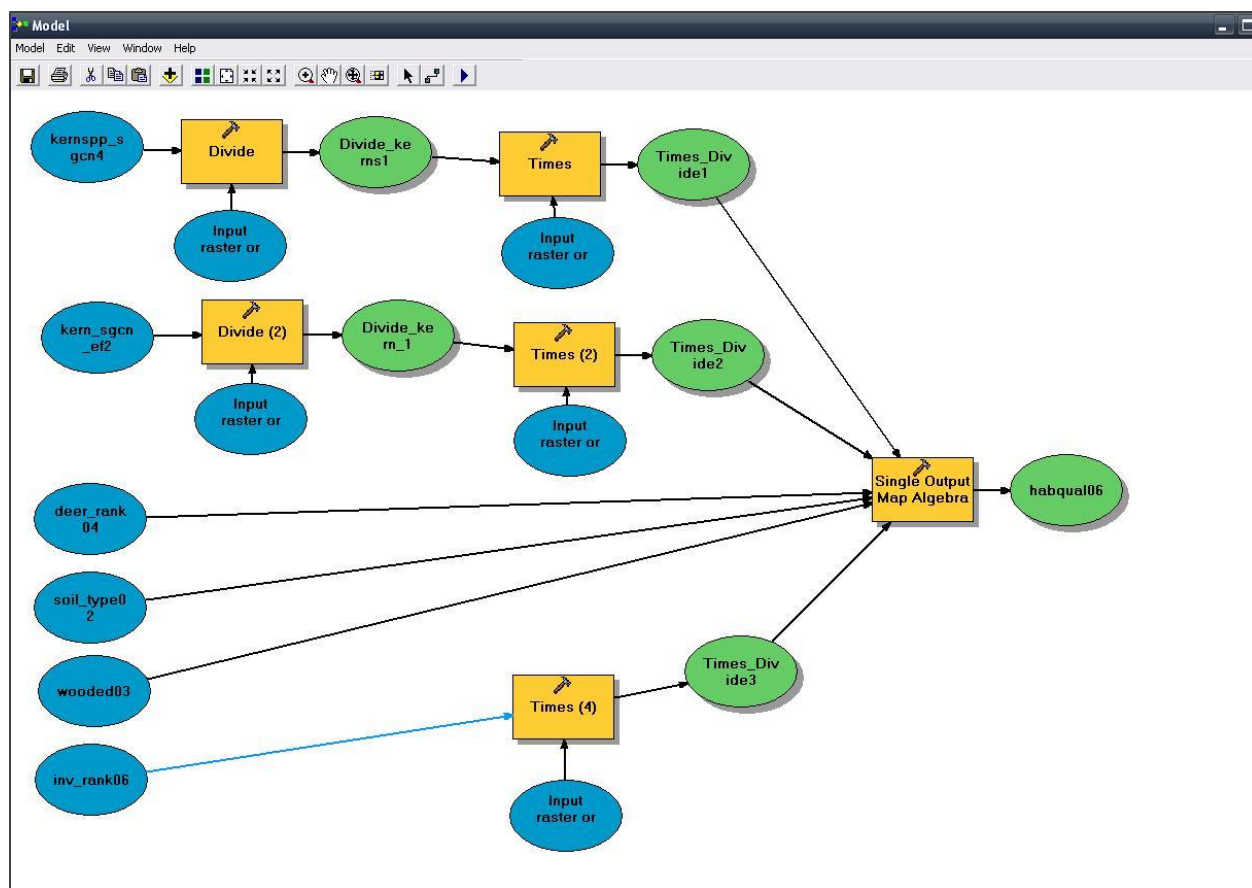 Model
Model Edit View Window Help
kernspp_s
gcn4
Divide
Divide_ke
rns1
Times
Times_Div
ide1
Input
raster or
Input
raster or
kern_sgcn
_ef2
Divide (2)
Divide_ke
rn_1
Times (2)
Times_Div
ide2
Input
raster or
Input
raster or
Single Output
Map Algebra
habqual06
deer_rank
04
soil_type0
2
wooded03
Times_Div
ide3
Times (4)
inv_rank06
Input
raster or